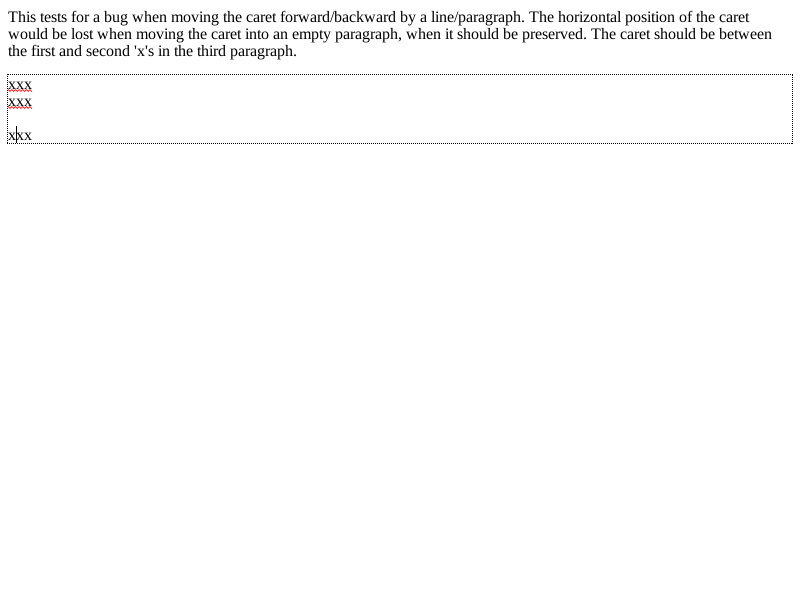 This tests for a bug when moving the caret forward/backward by a line/paragraph. The horizontal position of the caret
would be lost when moving the caret into an empty paragraph, when it should be preserved. The caret should be between
the first and second 'x's in the third paragraph.
xxx
xxx
xxx